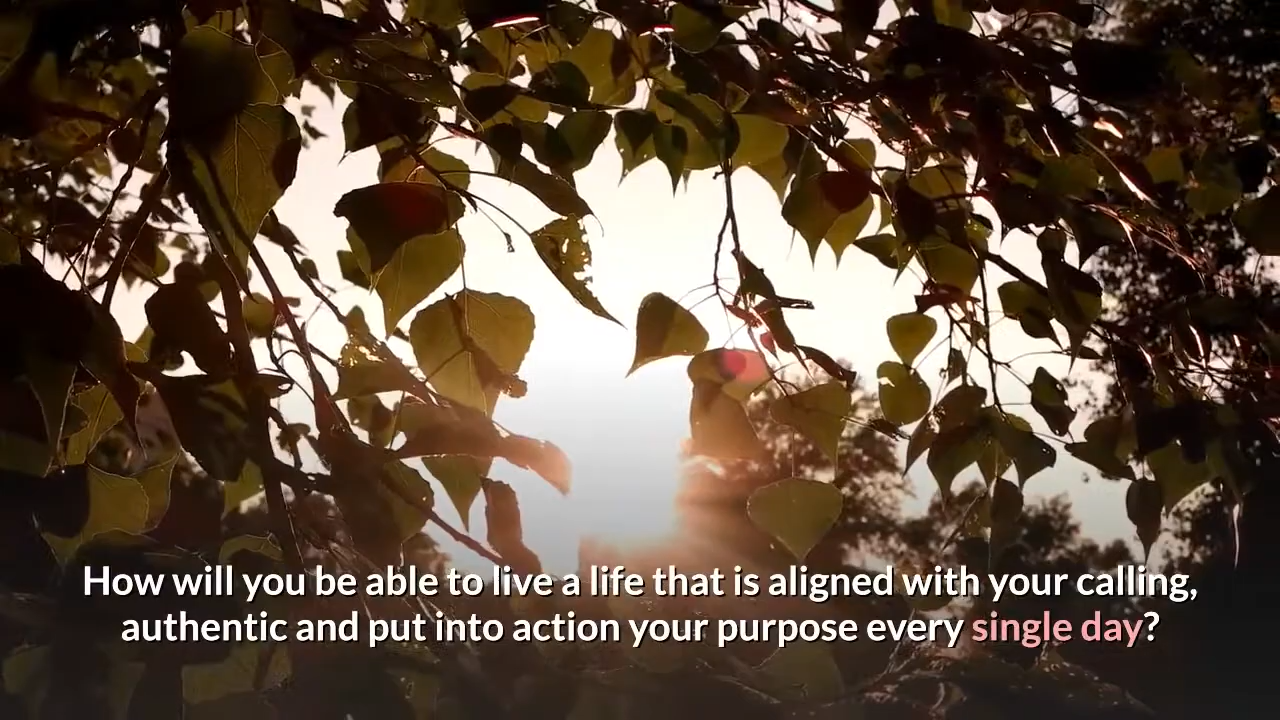 How will you be able to live a life that is aligned with your calling,
authentic and put into action your purpose every single day?